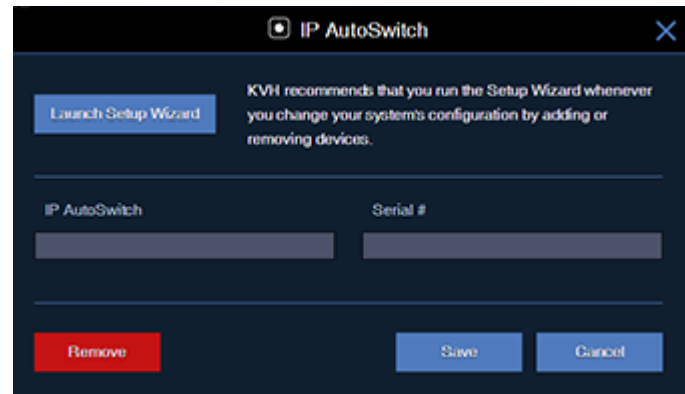 IP AutoSwitch
Launch Setup Wizard
KVH recommends that you run the Setup Wizard whenever
you change your system's configuration by adding or
removing devices.
IP AutoSwitch
Serial #
Remove
Save
Cancel